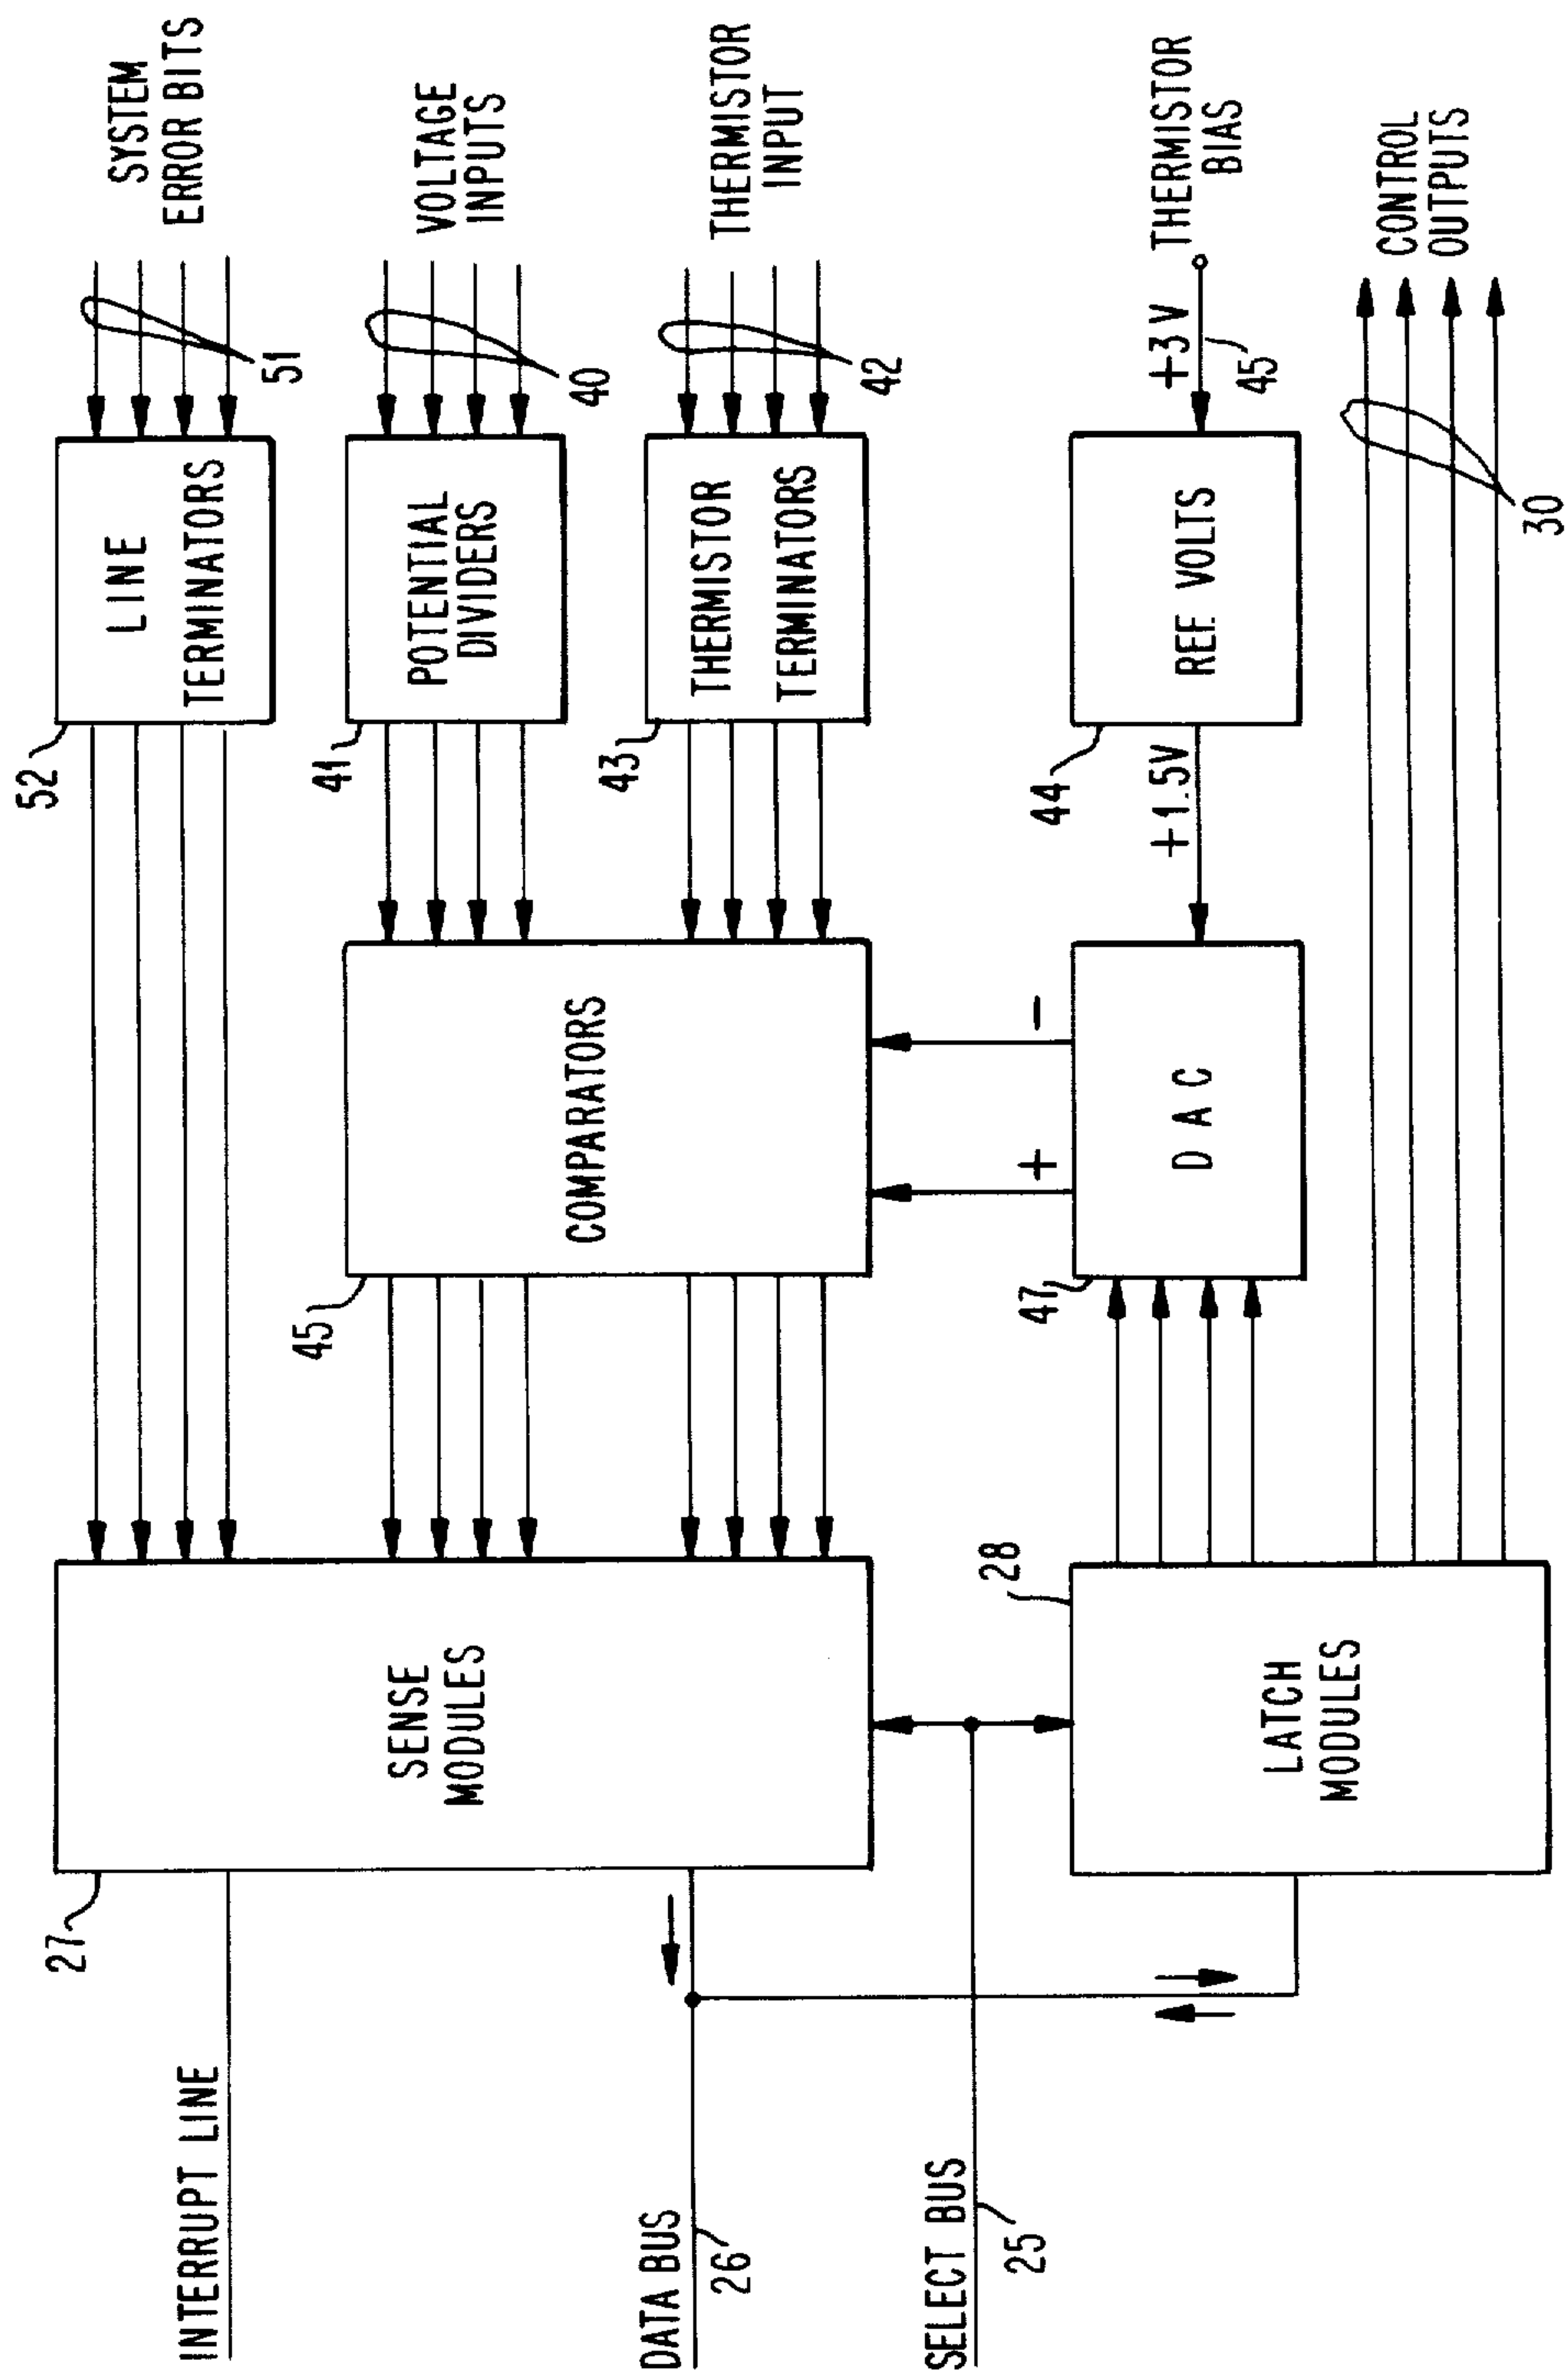 SYSTEM
ERROR BITS
51
LINE
TERMINATORS
52
VOLTAGE
INPUTS
40
POTENTIAL
DIVIDERS
41
THERMISTOR
INPUT
42
THERMISTOR
TERMINATORS
43
COMPARATORS
45
SENSE
MODULES
27
INTERRUPT LINE
DATA BUS
26
SELECT BUS
25
LATCH
MODULES
28
+
-
D A C
47
+1.5V
REF VOLTS
44
+3V
45
THERMISTOR
BIAS
CONTROL
OUTPUTS
30